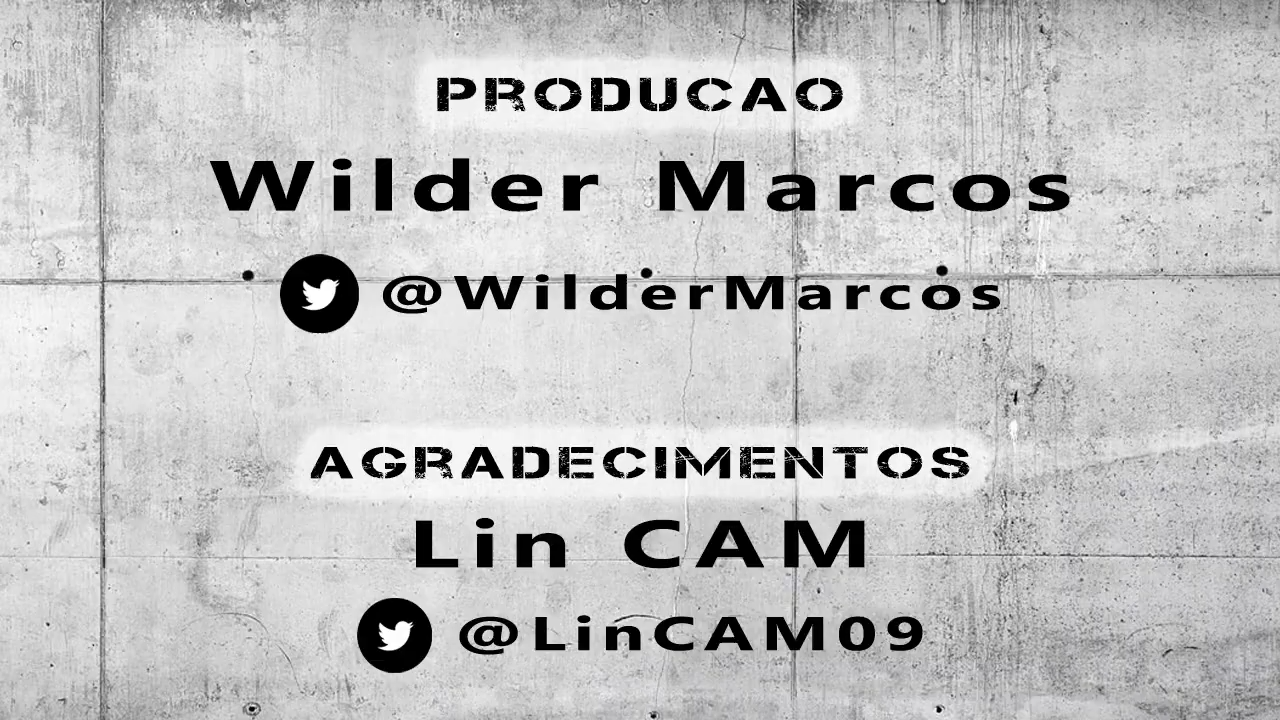 PRODUCAO
Wilder Marcos
@WilderMarcos
AGRADECIMENTOS
Lin CAM
@LinCAM09